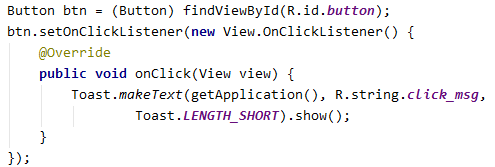 Button btn = (Button) findViewById(R.id.button);
btn.setOnClickListener(new View.OnClickListener() {
    @Override
    public void onClick(View view) {
        Toast.makeText(getApplication(), R.string.click_msg,
                Toast.LENGTH_SHORT).show();
    }
});